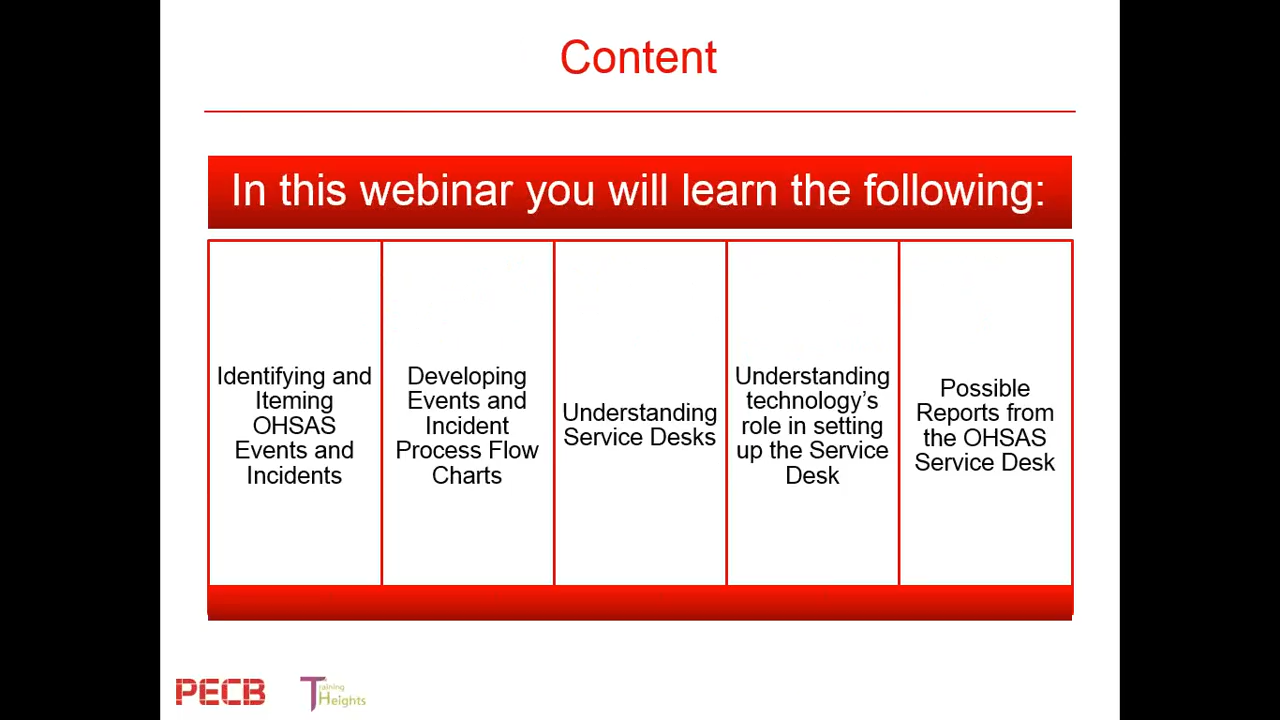 Content
In this webinar you will learn the following:
Identifying and
Iteming
OHSAS
Events and
Incidents
Developing
Events and
Incident
Process Flow
Charts
Understanding
Service Desks
Understanding
technology's
role in setting
up the Service
Desk
Possible
Reports from
the OHSAS
Service Desk
PECB
Training
Heights